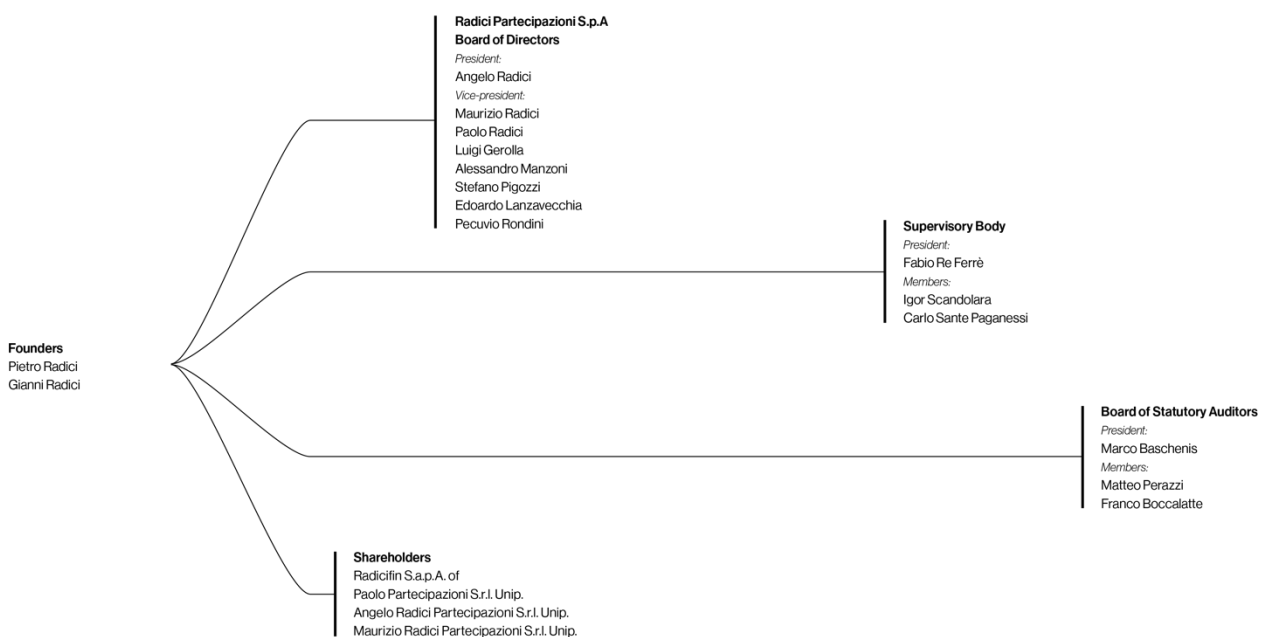 Radici Partecipazioni S.p.A
Board of Directors
President:
Angelo Radici
Vice-president:
Maurizio Radici
Paolo Radici
Luigi Gerolla
Alessandro Manzoni
Stefano Pigozzi
Edoardo Lanzavecchia
Pecuvio Rondini
Supervisory Body
President:
Fabio Re Ferrè
Members:
Igor Scandolara
Carlo Sante Paganessi
Founders
Pietro Radici
Gianni Radici
Board of Statutory Auditors
President:
Marco Baschenis
Members:
Matteo Perazzi
Franco Boccalatte
Shareholders
Radicifin S.a.p.A. of
Paolo Partecipazioni S.r.l. Unip.
Angelo Radici Partecipazioni S.r.l. Unip.
Maurizio Radici Partecipazioni S.r.l. Unip.